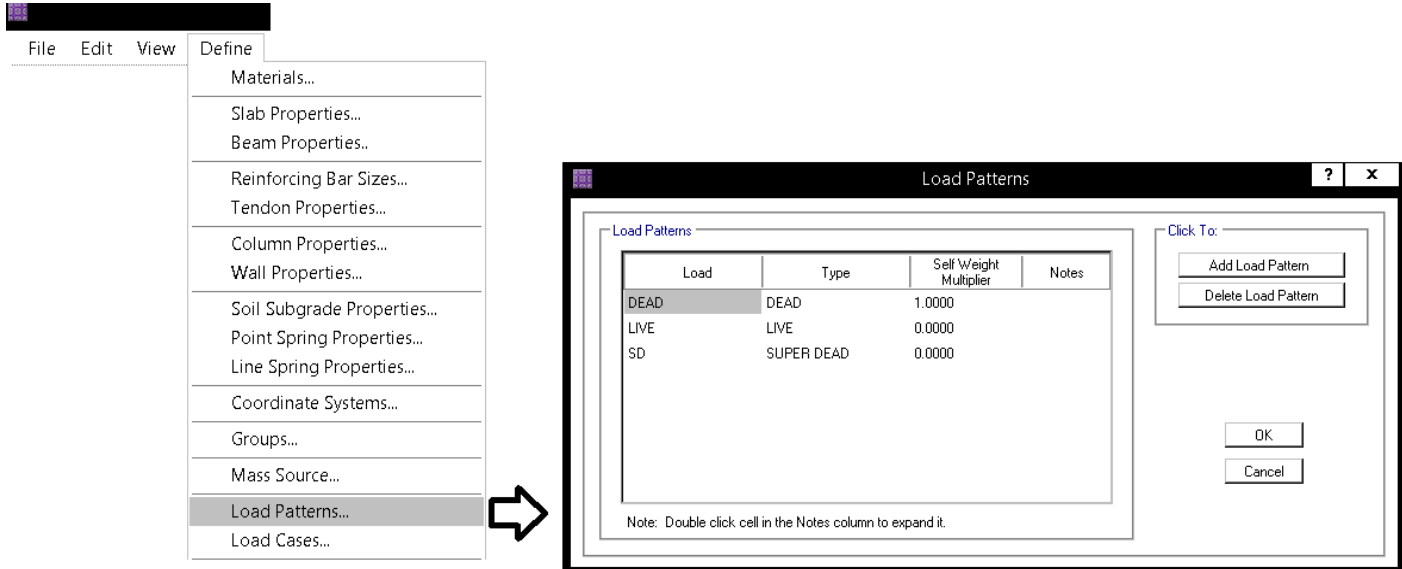 File Edit View Define
Materials...
Slab Properties...
Beam Properties..
Reinforcing Bar Sizes...
Tendon Properties...
Column Properties...
Wall Properties...
Soil Subgrade Properties...
Point Spring Properties...
Line Spring Properties...
Coordinate Systems...
Groups...
Mass Source...
Load Patterns...
Load Cases...
Load Patterns ? x
Load Patterns
Load Type Self Weight Multiplier Notes
DEAD DEAD 1.0000
LIVE LIVE 0.0000
SD SUPER DEAD 0.0000
Note: Double click cell in the Notes column to expand it.
Click To:
Add Load Pattern
Delete Load Pattern
OK
Cancel